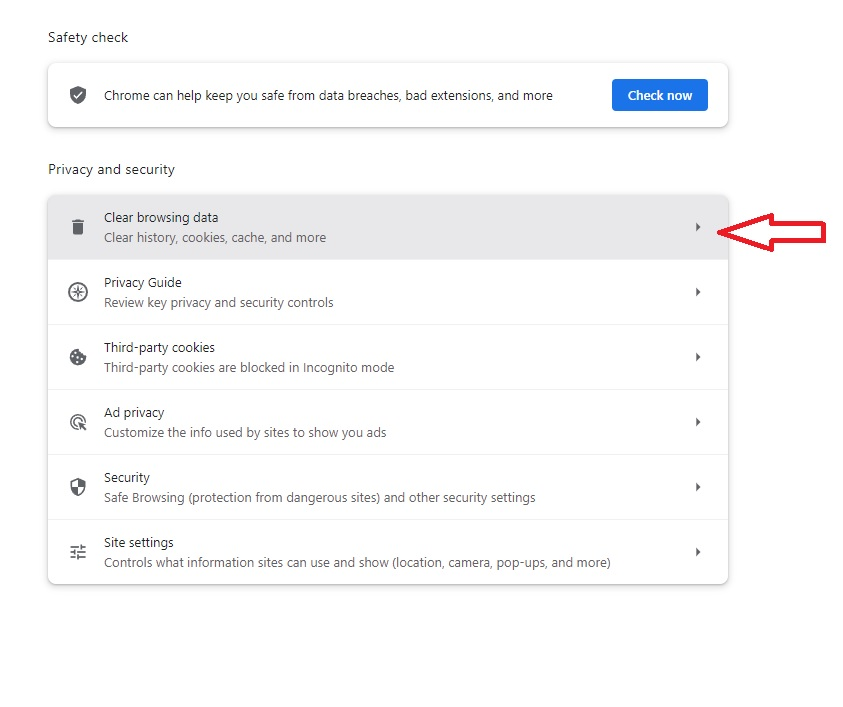 Safety check
Chrome can help keep you safe from data breaches, bad extensions, and more
Check now
Privacy and security
Clear browsing data
Clear history, cookies, cache, and more
Privacy Guide
Review key privacy and security controls
Third-party cookies
Third-party cookies are blocked in Incognito mode
Ad privacy
Customize the info used by sites to show you ads
Security
Safe Browsing (protection from dangerous sites) and other security settings
Site settings
Controls what information sites can use and show (location, camera, pop-ups, and more)